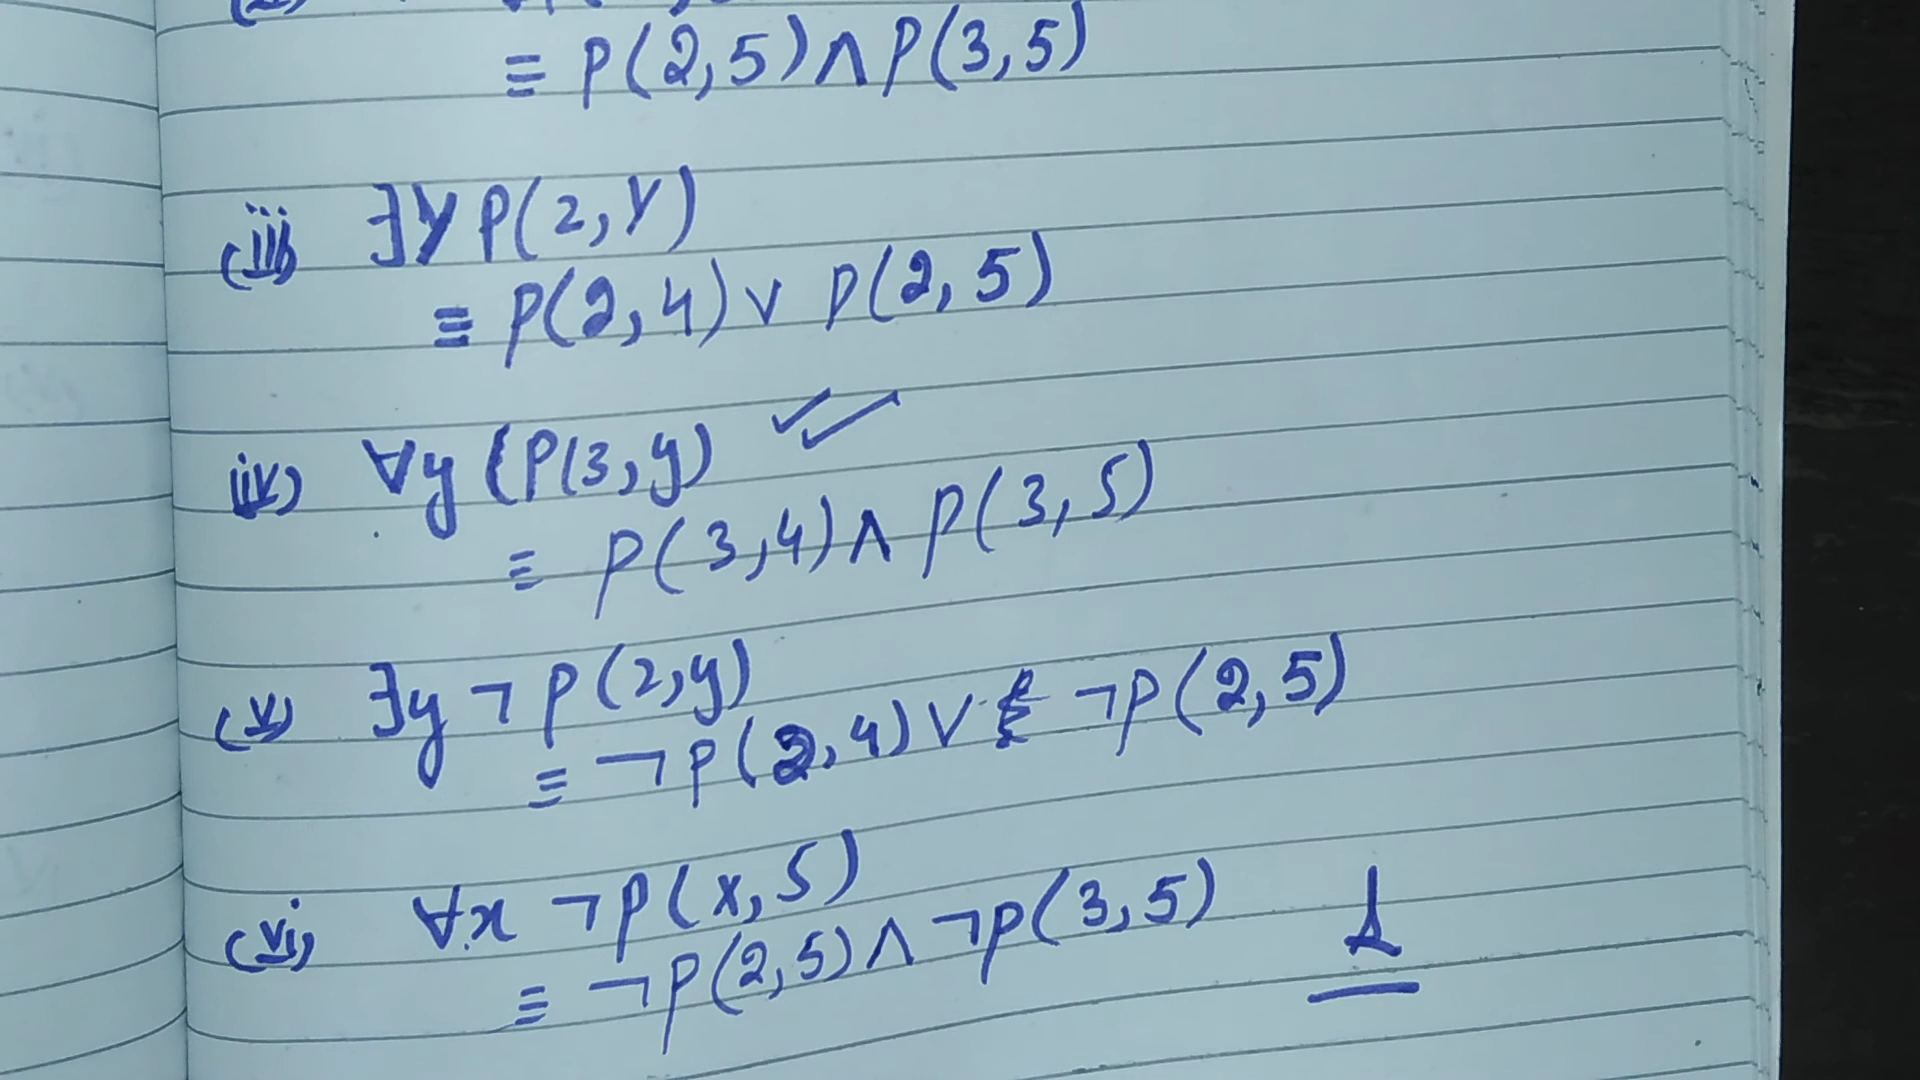 ≡ P(2,5)∧P(3,5)
(iii) ∃Y P(2,Y)
≡ P(2,4) ∨ P(2,5)
(iv) ∀y (P(3,y)
≡ P(3,4) ∧ P(3,5)
(v) ∃y ¬P(2,y)
≡ ¬P(2,4) ∨ ¬P(2,5)
(vi) ∀x ¬P(x,5)
≡ ¬P(2,5) ∧ ¬P(3,5)